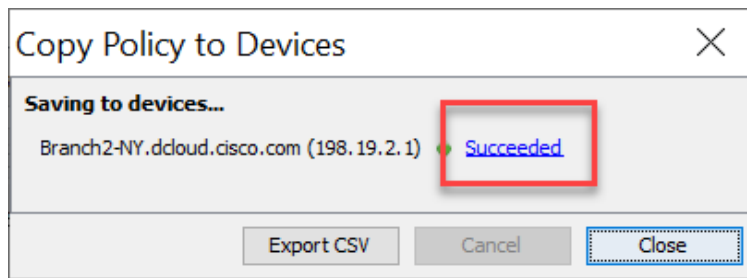 Copy Policy to Devices
Saving to devices...
Branch2-NY.dcloud.cisco.com (198.19.2.1) Succeeded
Export CSV Cancel Close